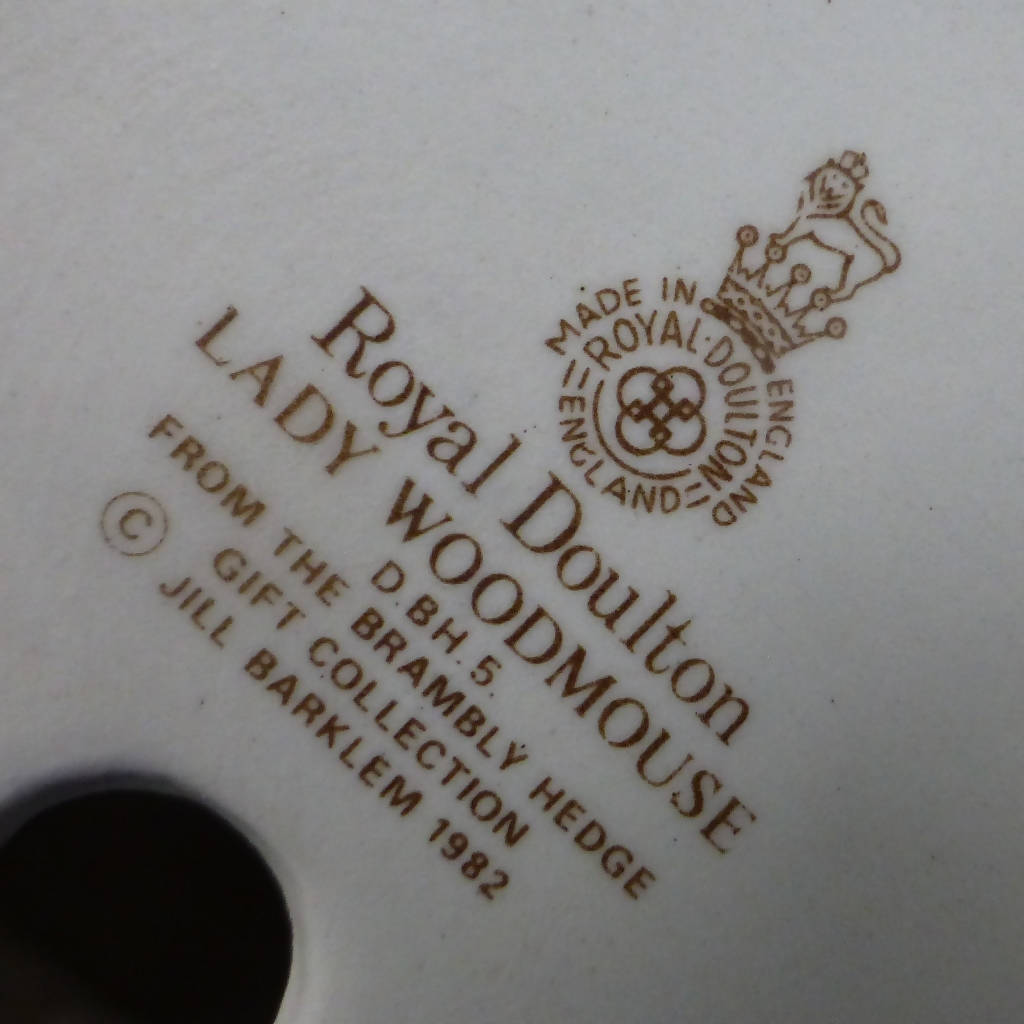 MADE IN ENGLAND
ROYAL·DOULTON
ENGLAND
Royal Doulton
LADY WOODMOUSE
D.BH.5.
FROM THE BRAMBLY HEDGE
GIFT COLLECTION
© JILL BARKLEM 1982